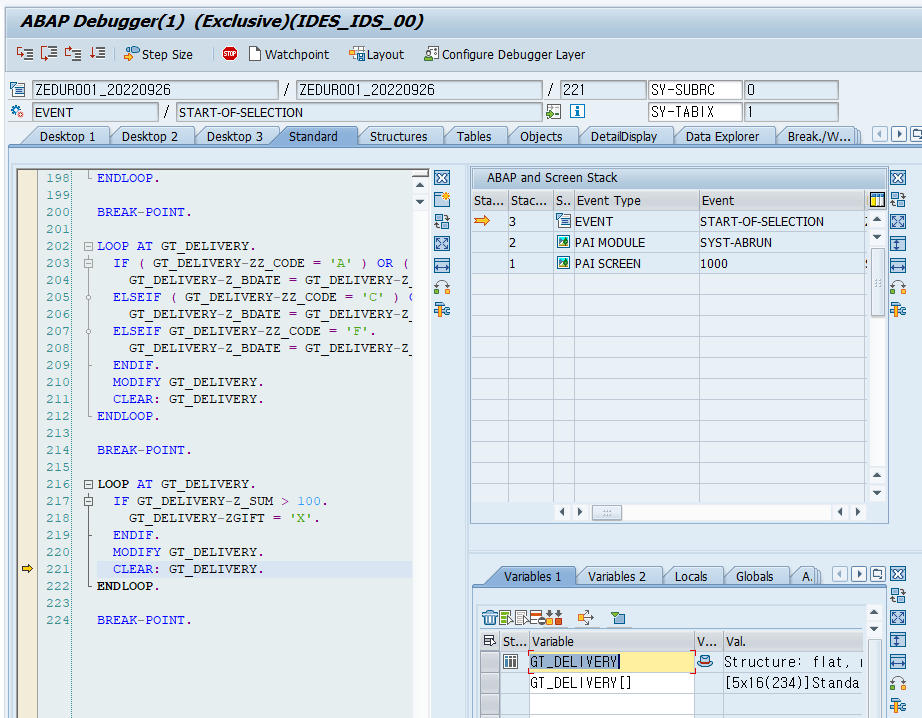 ABAP Debugger(1) (Exclusive)(IDES_IDS_00)
Step Size STOP Watchpoint Layout Configure Debugger Layer
ZEDUR001_20220926 / ZEDUR001_20220926 / 221 SY-SUBRC 0
EVENT / START-OF-SELECTION SY-TABIX 1
Desktop 1 Desktop 2 Desktop 3 Standard Structures Tables Objects DetailDisplay Data Explorer Break./W...
198 ENDLOOP.
199
200 BREAK-POINT.
201
202 LOOP AT GT_DELIVERY.
203 IF ( GT_DELIVERY-ZZ_CODE = 'A' ) OR (
204 GT_DELIVERY-Z_BDATE = GT_DELIVERY-Z_
205 ELSEIF ( GT_DELIVERY-ZZ_CODE = 'C' )
206 GT_DELIVERY-Z_BDATE = GT_DELIVERY-Z_
207 ELSEIF GT_DELIVERY-ZZ_CODE = 'F'.
208 GT_DELIVERY-Z_BDATE = GT_DELIVERY-Z_
209 ENDIF.
210 MODIFY GT_DELIVERY.
211 CLEAR: GT_DELIVERY.
212 ENDLOOP.
213
214 BREAK-POINT.
215
216 LOOP AT GT_DELIVERY.
217 IF GT_DELIVERY-Z_SUM > 100.
218 GT_DELIVERY-ZGIFT = 'X'.
219 ENDIF.
220 MODIFY GT_DELIVERY.
221 CLEAR: GT_DELIVERY.
222 ENDLOOP.
223
224 BREAK-POINT.
ABAP and Screen Stack
Sta... Stac... S.. Event Type Event
3 EVENT START-OF-SELECTION
2 PAI MODULE SYST-ABRUN
1 PAI SCREEN 1000
Variables 1 Variables 2 Locals Globals A.
St... Variable V... Val.
GT_DELIVERY Structure: flat,
GT_DELIVERY[] [5x16(234)]Standa